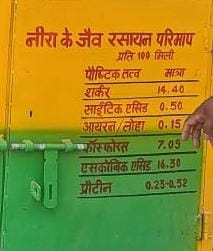 नीरा के जैव रसायन परिमाप
प्रति 100 मिली
पौष्टिक तत्व मात्रा
शर्कर 14.40
साईट्रिक एसिड 0.50
आयरन/लोहा 0.15
फॉस्फोरस 7.09
एसकोबिक एसिड 16.30
प्रोटीन 0.23-0.32